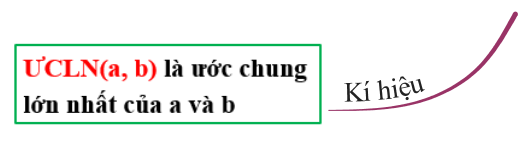 ƯCLN(a, b) là ước chung
lớn nhất của a và b
Kí hiệu